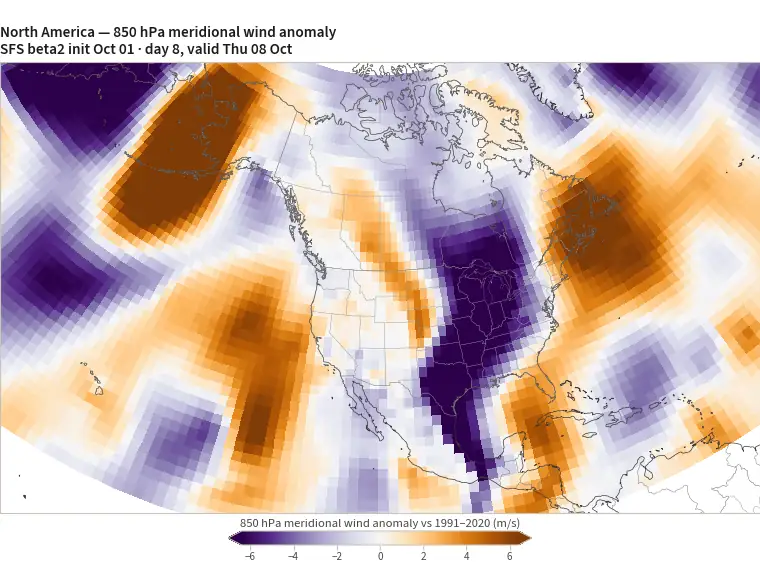 North America — 850 hPa meridional wind anomaly
SFS beta2 init Oct 01 · day 8, valid Thu 08 Oct
850 hPa meridional wind anomaly vs 1991–2020 (m/s)
−6 −4 −2 0 2 4 6